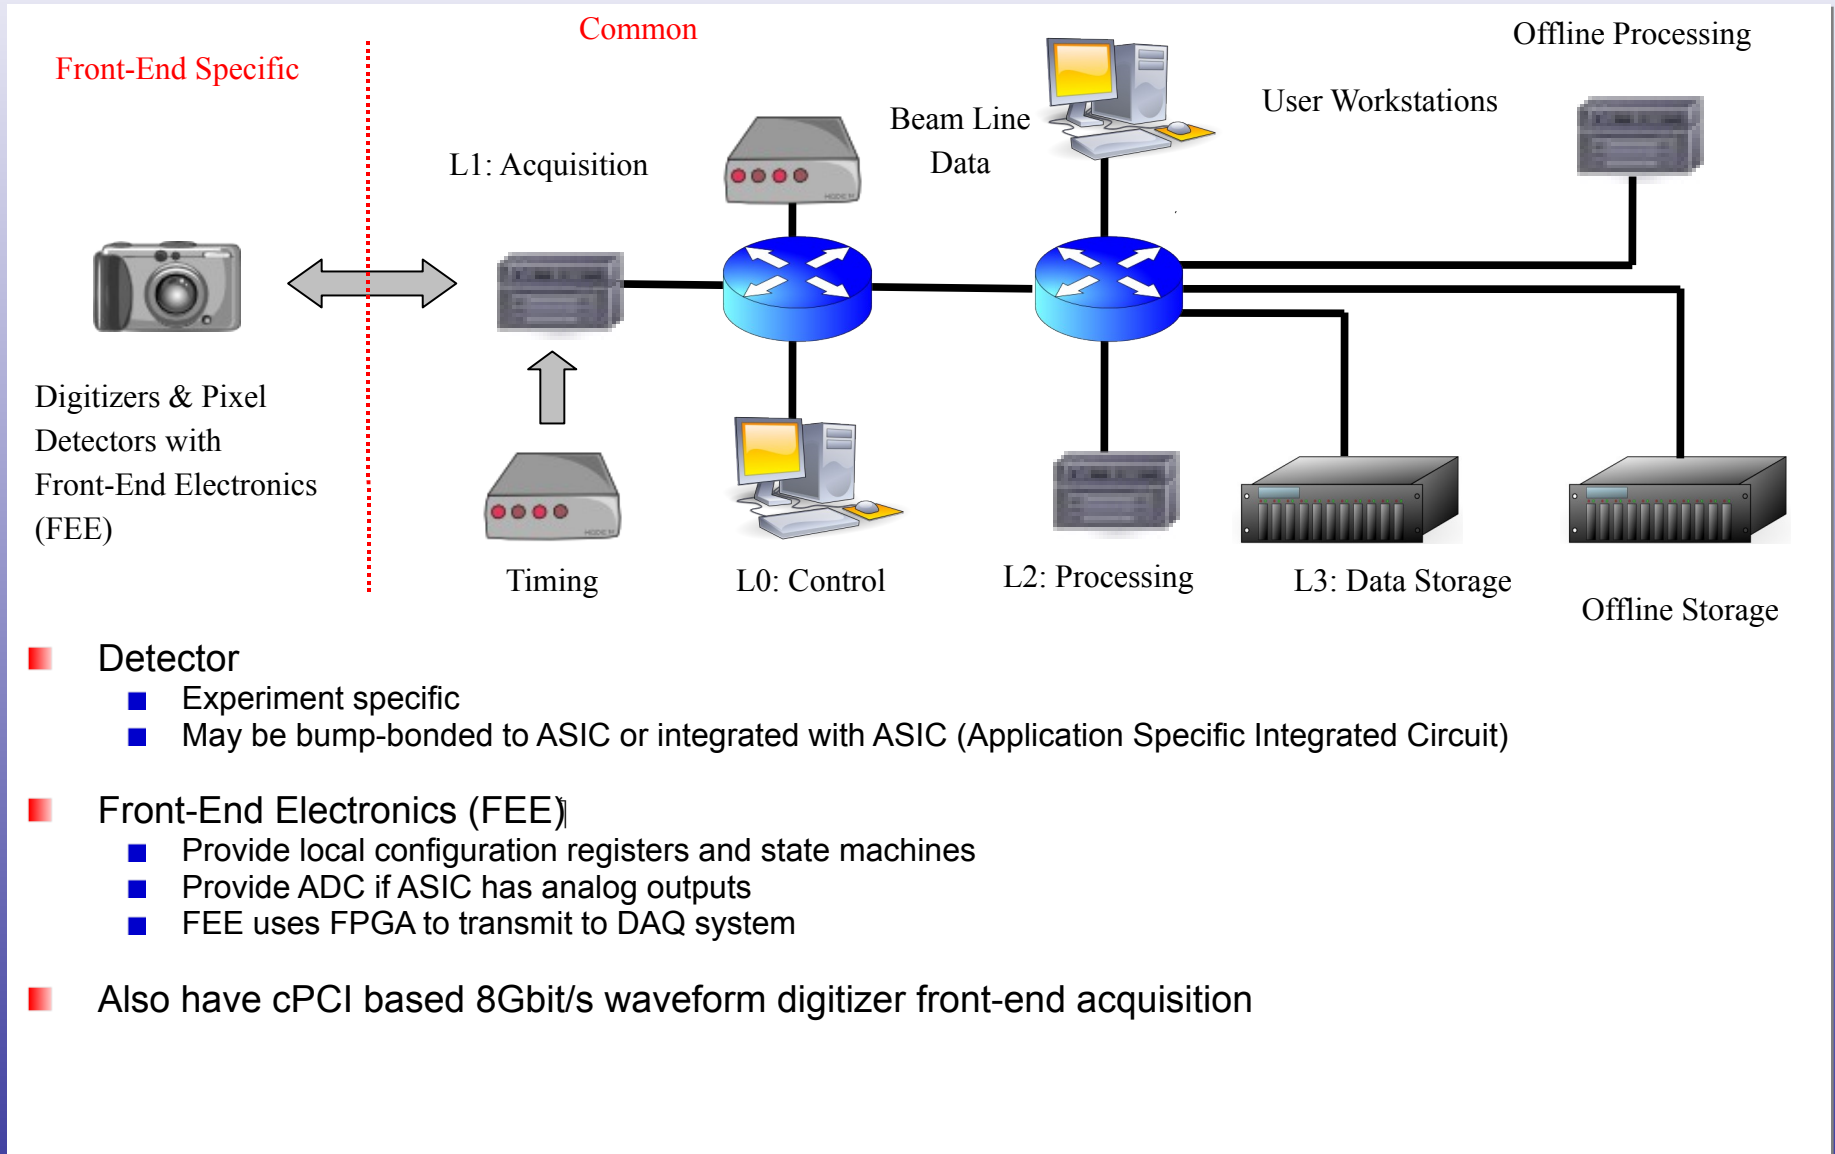 Common
Offline Processing
Front-End Specific
User Workstations
Beam Line
Data
L1: Acquisition
Digitizers & Pixel
Detectors with
Front-End Electronics
(FEE)
Timing
L0: Control
L2: Processing
L3: Data Storage
Offline Storage
Detector
Experiment specific
May be bump-bonded to ASIC or integrated with ASIC (Application Specific Integrated Circuit)
Front-End Electronics (FEE)
Provide local configuration registers and state machines
Provide ADC if ASIC has analog outputs
FEE uses FPGA to transmit to DAQ system
Also have cPCI based 8Gbit/s waveform digitizer front-end acquisition